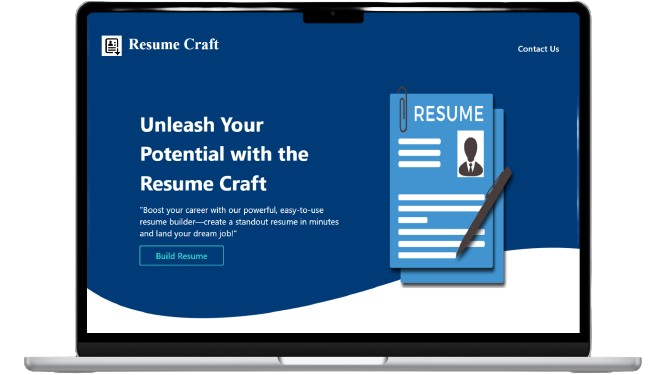 Resume Craft
Contact Us
Unleash Your
Potential with the
Resume Craft
"Boost your career with our powerful, easy-to-use
resume builder—create a standout resume in minutes
and land your dream job!"
Build Resume
RESUME